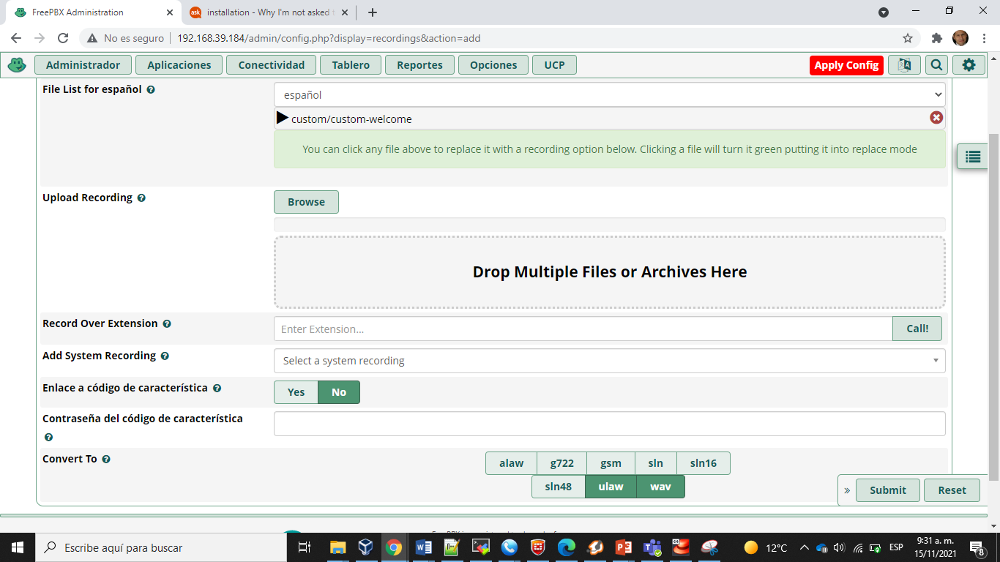 FreePBX Administration
installation - Why I'm not asked
No es seguro
192.168.39.184/admin/config.php?display=recordings&action=add
Administrador
Aplicaciones
Conectividad
Tablero
Reportes
Opciones
UCP
Apply Config
File List for español
español
custom/custom-welcome
You can click any file above to replace it with a recording option below. Clicking a file will turn it green putting it into replace mode
Upload Recording
Browse
Drop Multiple Files or Archives Here
Record Over Extension
Enter Extension...
Call!
Add System Recording
Select a system recording
Enlace a código de característica
Yes
No
Contraseña del código de característica
Convert To
alaw
g722
gsm
sln
sln16
sln48
ulaw
wav
Submit
Reset
Escribe aquí para buscar
12°C
ESP
9:31 a. m.
15/11/2021
8